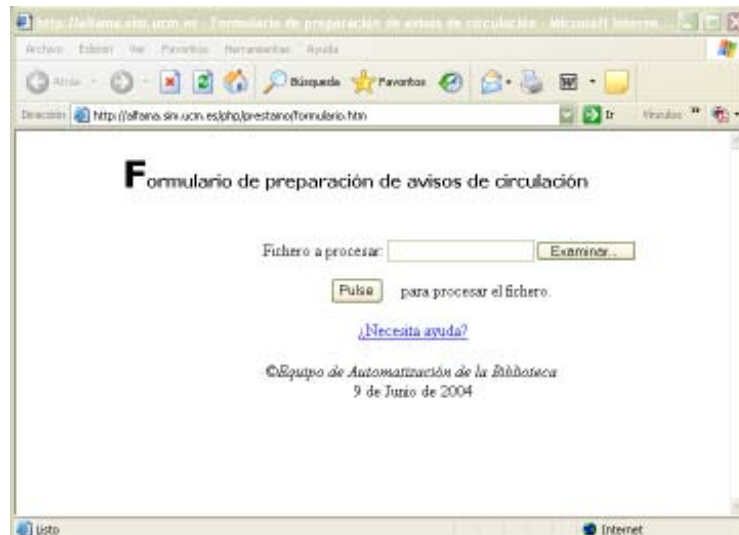 http://alfama.sim.ucm.es - Formulario de preparación de avisos de circulación - Microsoft Intern...
Archivo Edición Ver Favoritos Herramientas Ayuda
Atrás Búsqueda Favoritos
Dirección http://alfama.sim.ucm.es/php/prestamo/formulario.htm Ir Vínculos »
Formulario de preparación de avisos de circulación
Fichero a procesar: Examinar...
Pulse para procesar el fichero.
¿Necesita ayuda?
©Equipo de Automatización de la Biblioteca
9 de Junio de 2004
Listo Internet